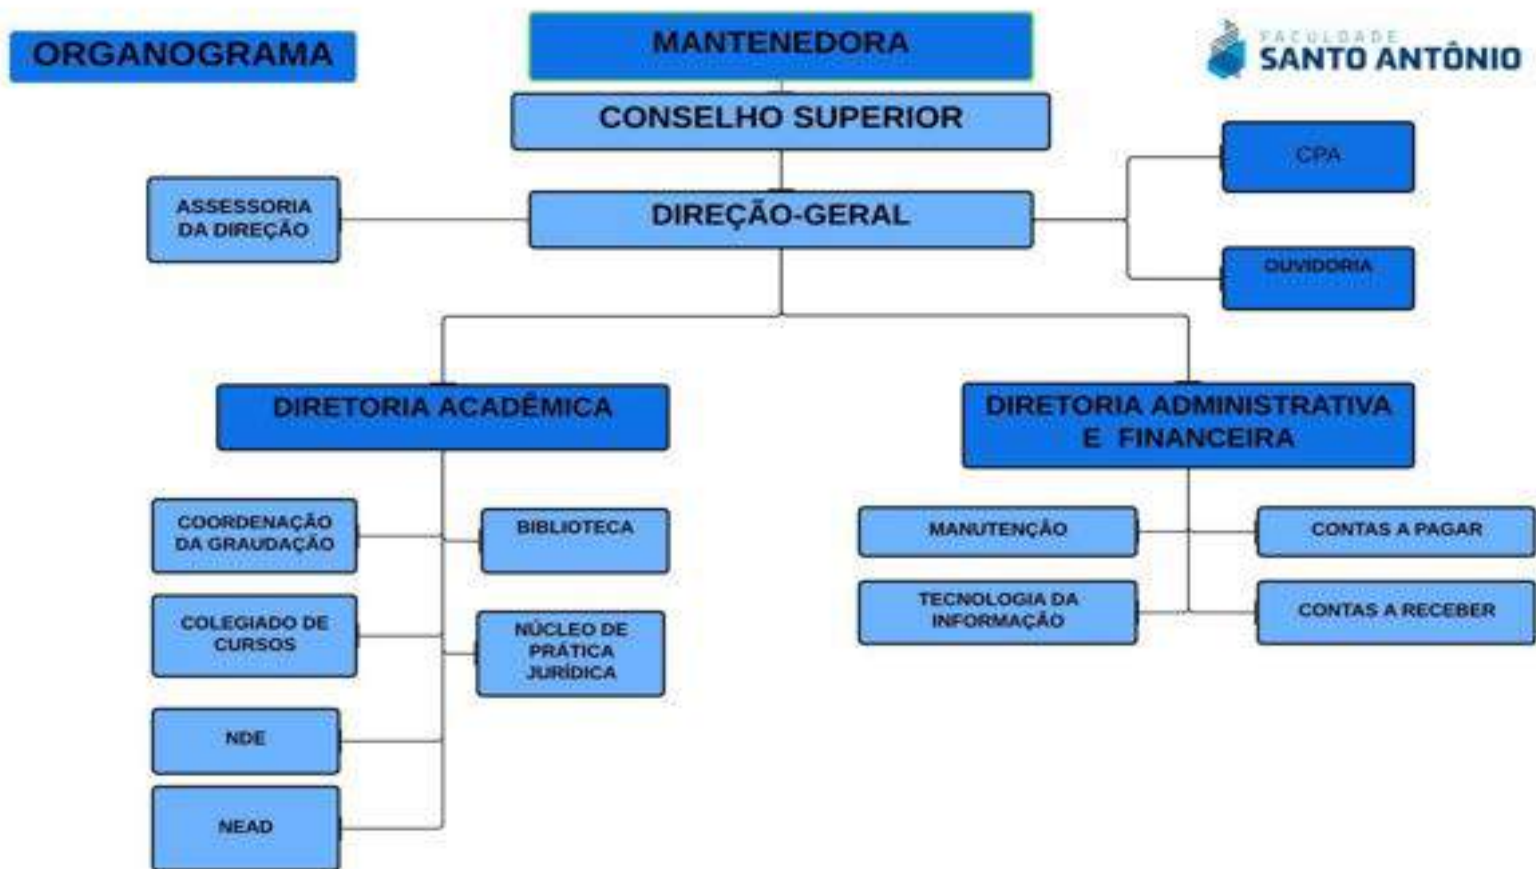 ORGANOGRAMA
MANTENEDORA
FACULDADE
SANTO ANTÔNIO
CONSELHO SUPERIOR
CPA
ASSESSORIA
DA DIREÇÃO
DIREÇÃO-GERAL
OUVIDORIA
DIRETORIA ACADÊMICA
DIRETORIA ADMINISTRATIVA
E FINANCEIRA
COORDENAÇÃO
DA GRAUDAÇÃO
BIBLIOTECA
MANUTENÇÃO
CONTAS A PAGAR
COLEGIADO DE
CURSOS
NÚCLEO DE
PRÁTICA
JURÍDICA
TECNOLOGIA DA
INFORMAÇÃO
CONTAS A RECEBER
NDE
NEAD